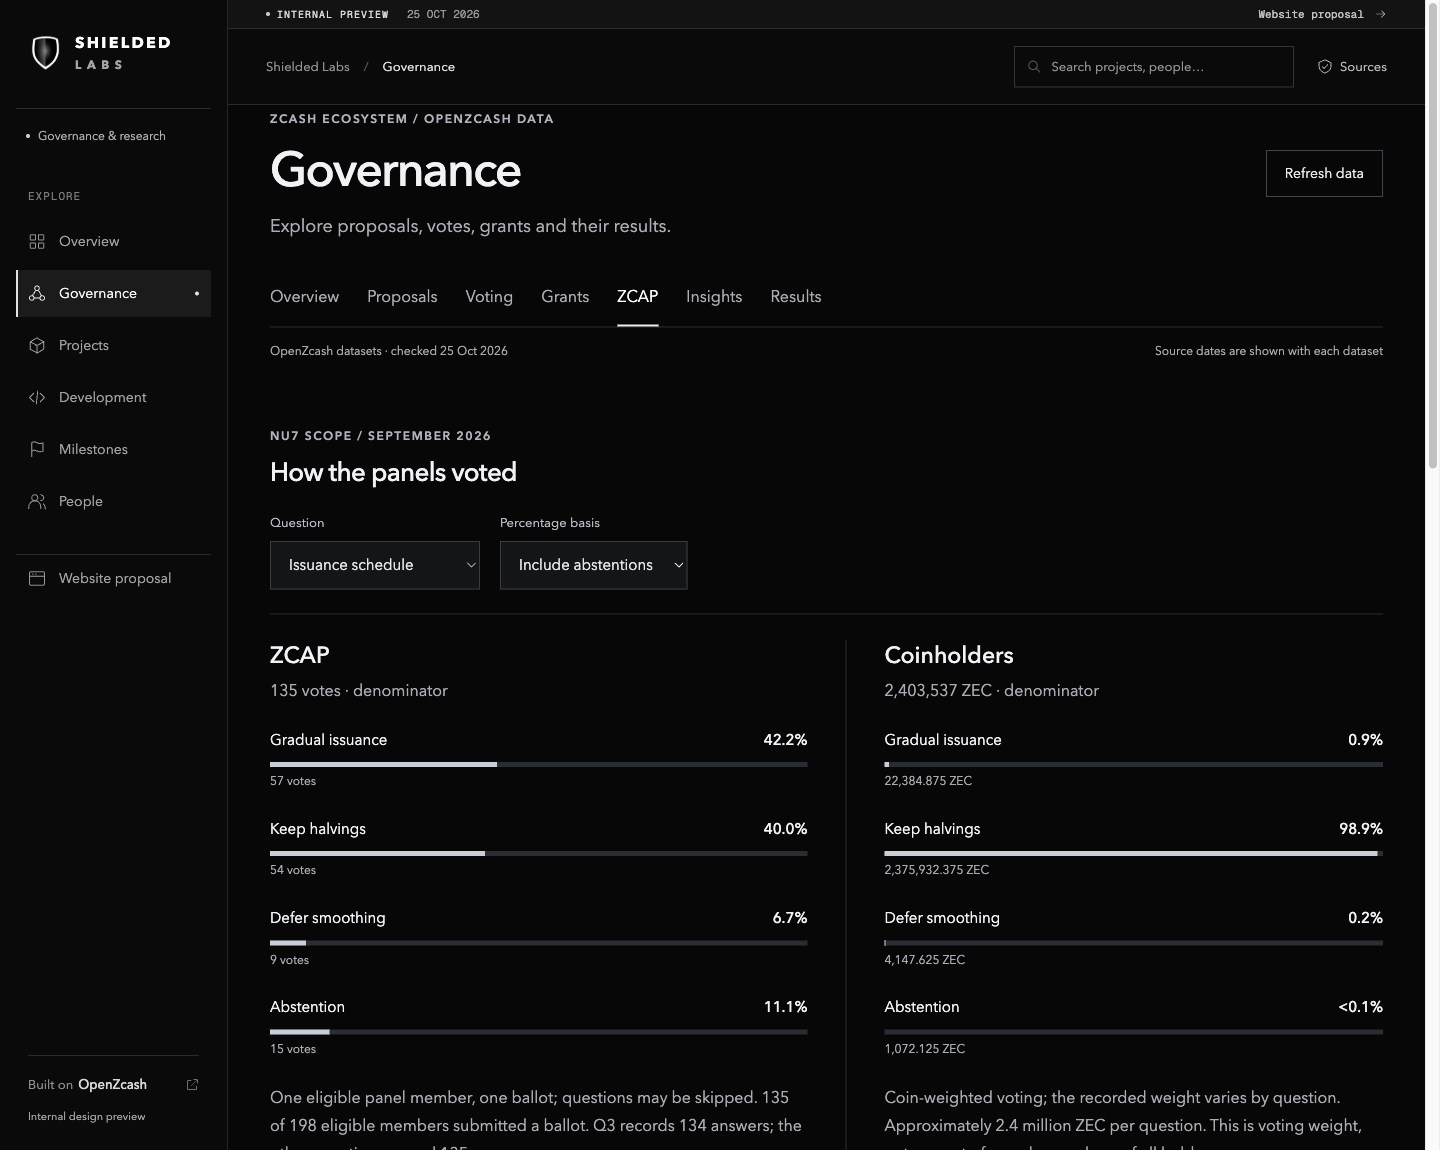 SHIELDED
LABS
Governance & research
EXPLORE
Overview
Governance
Projects
Development
Milestones
People
Website proposal
Built on OpenZcash
Internal design preview
INTERNAL PREVIEW 25 OCT 2026
Website proposal
Shielded Labs / Governance
Search projects, people...
Sources
ZCASH ECOSYSTEM / OPENZCASH DATA
Governance
Refresh data
Explore proposals, votes, grants and their results.
Overview Proposals Voting Grants ZCAP Insights Results
OpenZcash datasets · checked 25 Oct 2026
Source dates are shown with each dataset
NU7 SCOPE / SEPTEMBER 2026
How the panels voted
Question
Issuance schedule
Percentage basis
Include abstentions
ZCAP
135 votes · denominator
Gradual issuance 42.2%
57 votes
Keep halvings 40.0%
54 votes
Defer smoothing 6.7%
9 votes
Abstention 11.1%
15 votes
One eligible panel member, one ballot; questions may be skipped. 135
of 198 eligible members submitted a ballot. Q3 records 134 answers; the
Coinholders
2,403,537 ZEC · denominator
Gradual issuance 0.9%
22,384.875 ZEC
Keep halvings 98.9%
2,375,932.375 ZEC
Defer smoothing 0.2%
4,147.625 ZEC
Abstention <0.1%
1,072.125 ZEC
Coin-weighted voting; the recorded weight varies by question.
Approximately 2.4 million ZEC per question. This is voting weight,